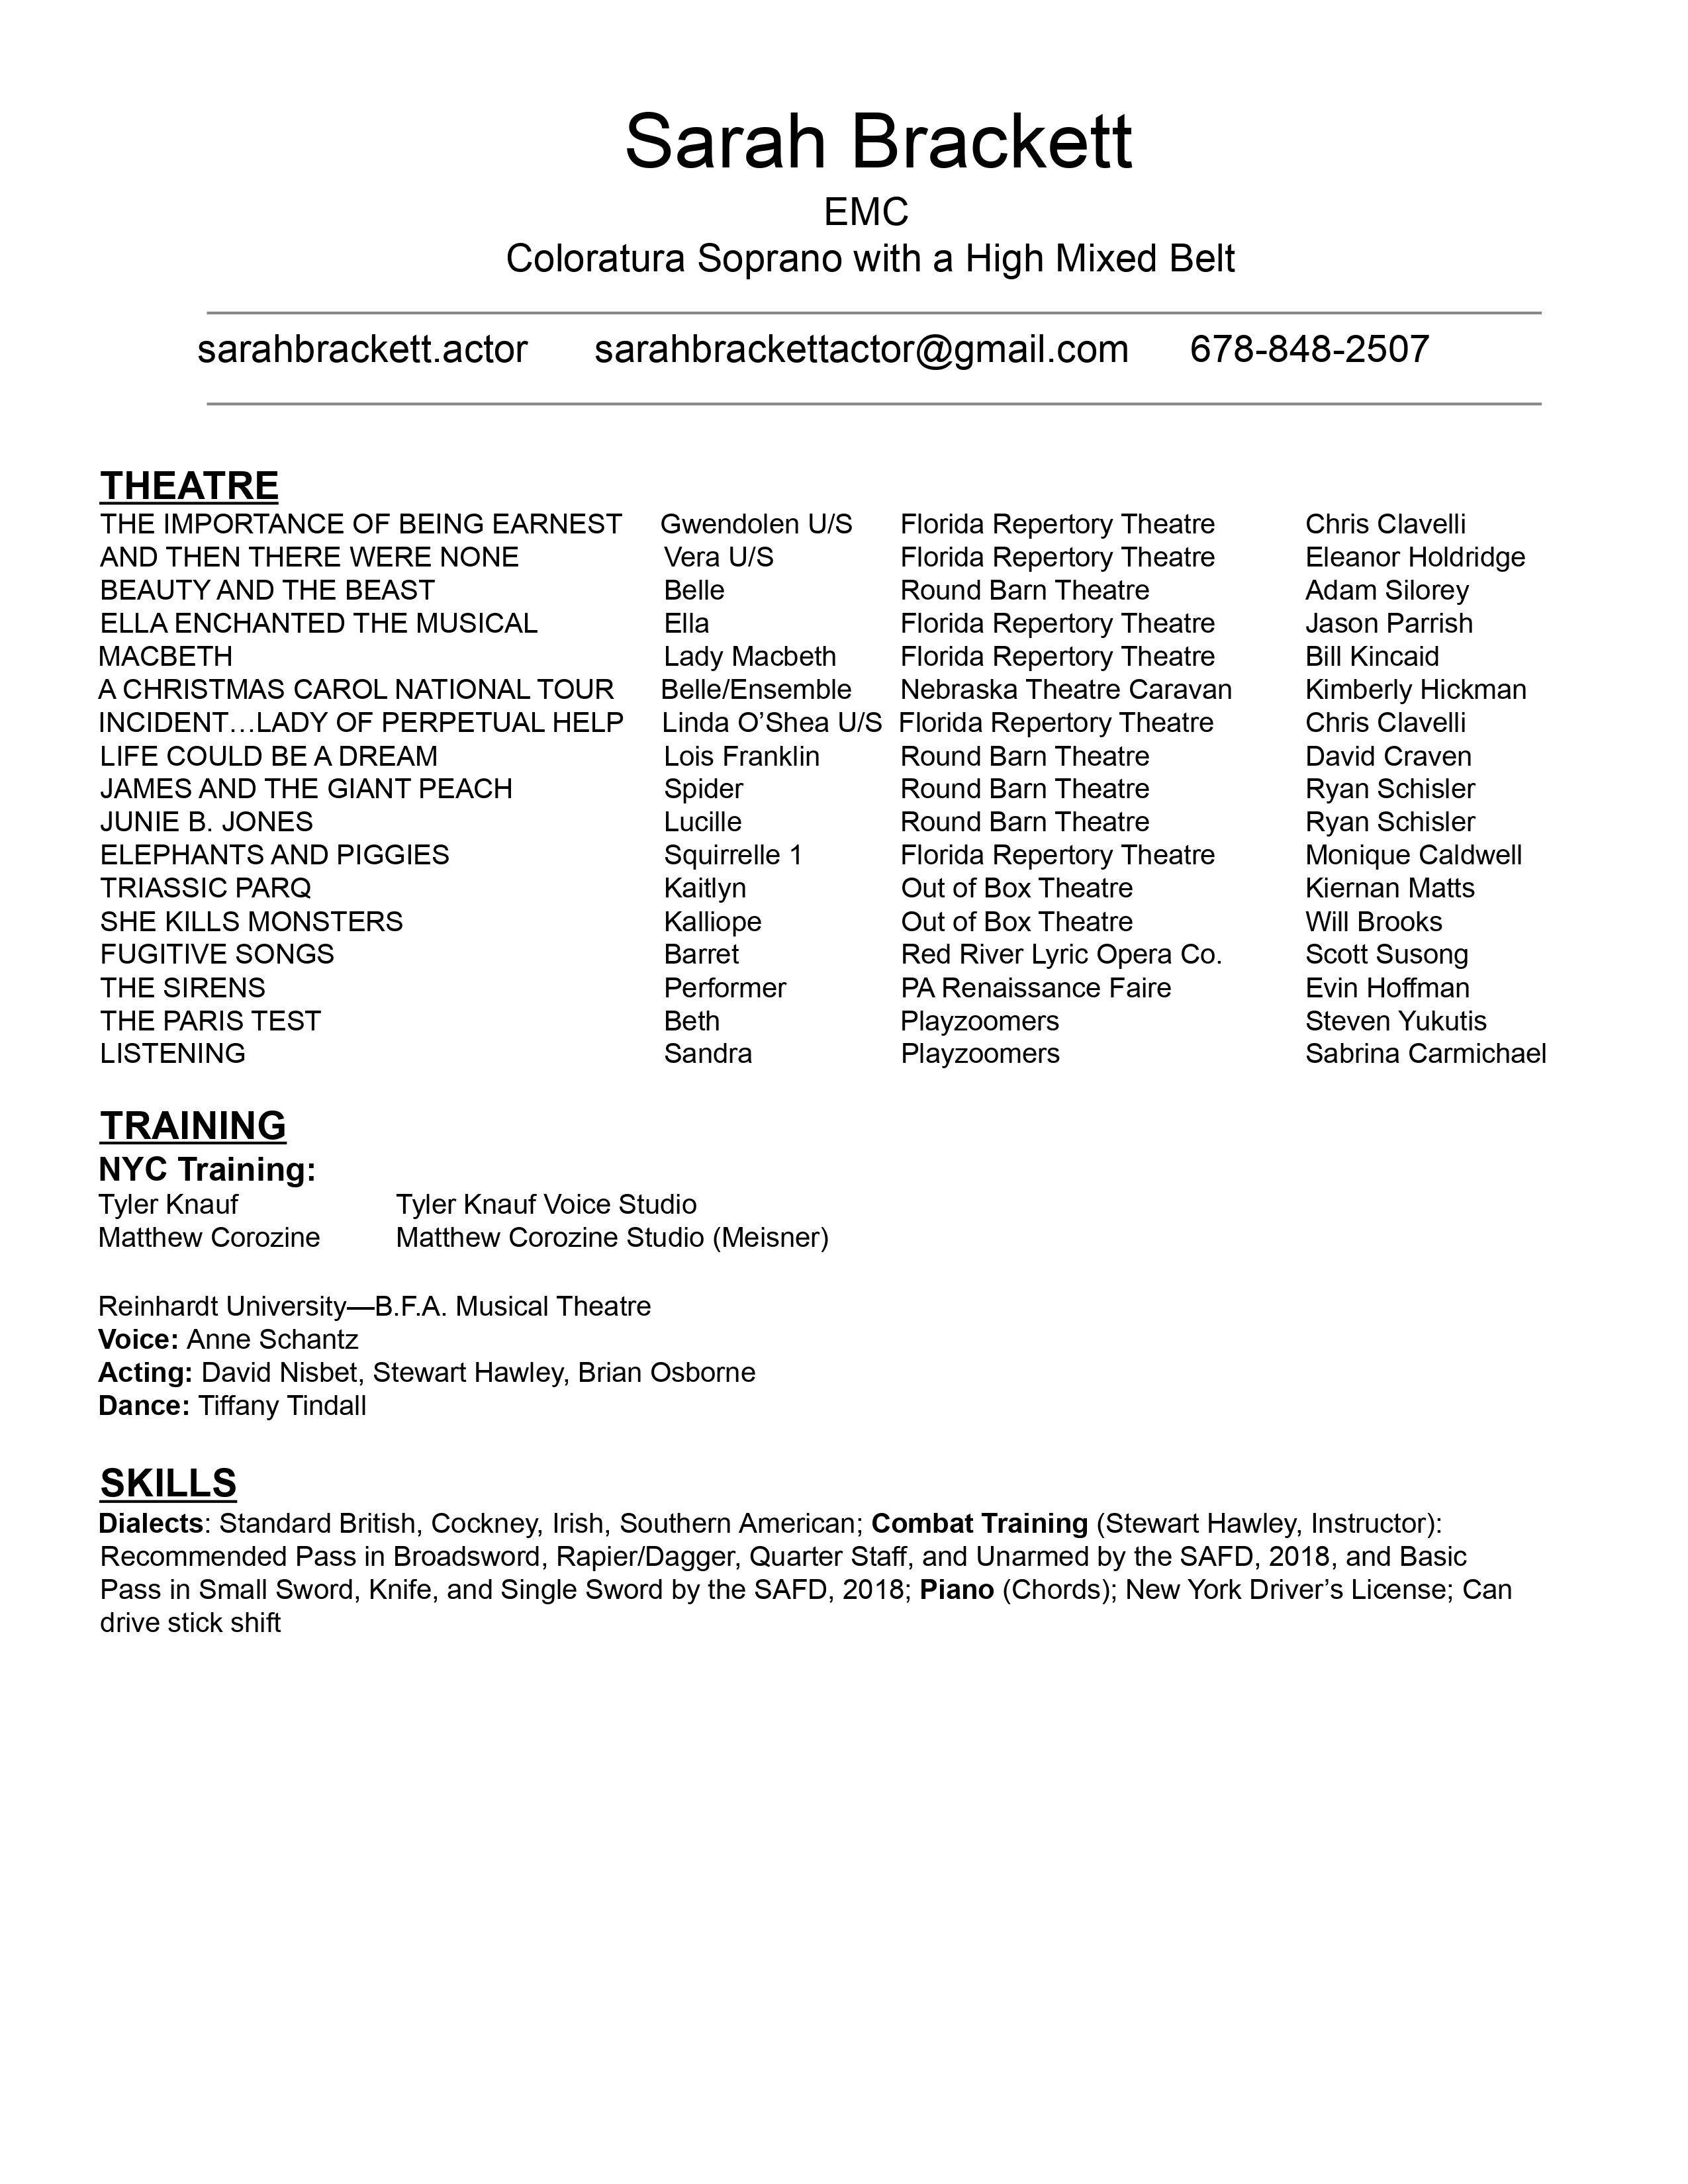 Sarah Brackett
EMC
Coloratura Soprano with a High Mixed Belt
sarahbrackett.actor sarahbrackettactor@gmail.com 678-848-2507
THEATRE
THE IMPORTANCE OF BEING EARNEST Gwendolen U/S Florida Repertory Theatre Chris Clavelli
AND THEN THERE WERE NONE Vera U/S Florida Repertory Theatre Eleanor Holdridge
BEAUTY AND THE BEAST Belle Round Barn Theatre Adam Silorey
ELLA ENCHANTED THE MUSICAL Ella Florida Repertory Theatre Jason Parrish
MACBETH Lady Macbeth Florida Repertory Theatre Bill Kincaid
A CHRISTMAS CAROL NATIONAL TOUR Belle/Ensemble Nebraska Theatre Caravan Kimberly Hickman
INCIDENT…LADY OF PERPETUAL HELP Linda O’Shea U/S Florida Repertory Theatre Chris Clavelli
LIFE COULD BE A DREAM Lois Franklin Round Barn Theatre David Craven
JAMES AND THE GIANT PEACH Spider Round Barn Theatre Ryan Schisler
JUNIE B. JONES Lucille Round Barn Theatre Ryan Schisler
ELEPHANTS AND PIGGIES Squirrelle 1 Florida Repertory Theatre Monique Caldwell
TRIASSIC PARQ Kaitlyn Out of Box Theatre Kiernan Matts
SHE KILLS MONSTERS Kalliope Out of Box Theatre Will Brooks
FUGITIVE SONGS Barret Red River Lyric Opera Co. Scott Susong
THE SIRENS Performer PA Renaissance Faire Evin Hoffman
THE PARIS TEST Beth Playzoomers Steven Yukutis
LISTENING Sandra Playzoomers Sabrina Carmichael
TRAINING
NYC Training:
Tyler Knauf Tyler Knauf Voice Studio
Matthew Corozine Matthew Corozine Studio (Meisner)
Reinhardt University—B.F.A. Musical Theatre
Voice: Anne Schantz
Acting: David Nisbet, Stewart Hawley, Brian Osborne
Dance: Tiffany Tindall
SKILLS
Dialects: Standard British, Cockney, Irish, Southern American; Combat Training (Stewart Hawley, Instructor):
Recommended Pass in Broadsword, Rapier/Dagger, Quarter Staff, and Unarmed by the SAFD, 2018, and Basic
Pass in Small Sword, Knife, and Single Sword by the SAFD, 2018; Piano (Chords); New York Driver’s License; Can
drive stick shift